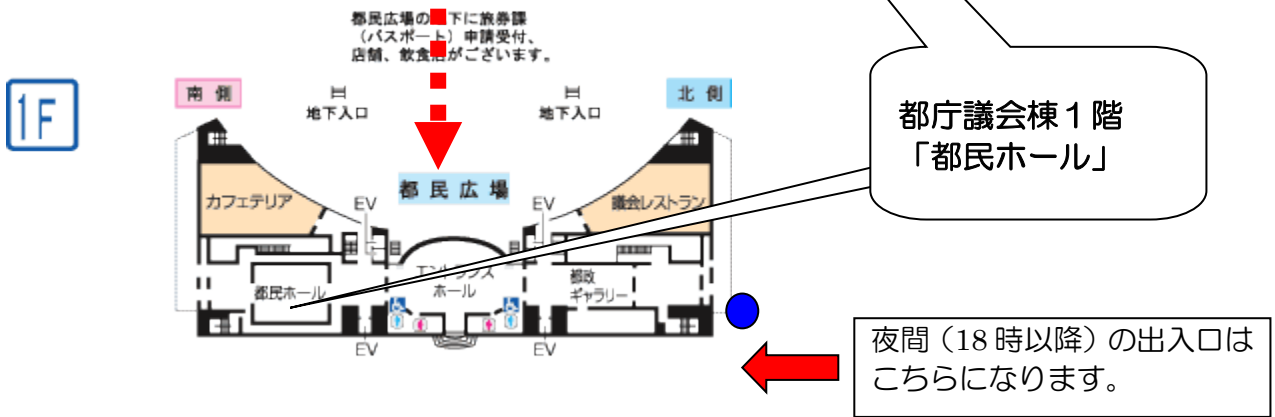 都民広場の下に旅券課
（パスポート）申請受付、
店舗、飲食店がございます。
1F
南側
北側
地下入口
地下入口
都庁議会棟１階
「都民ホール」
都民広場
カフェテリア
EV
EV
議会レストラン
エントランス
ホール
都民ホール
都政
ギャラリー
EV
EV
夜間（18 時以降）の出入口は
こちらになります。